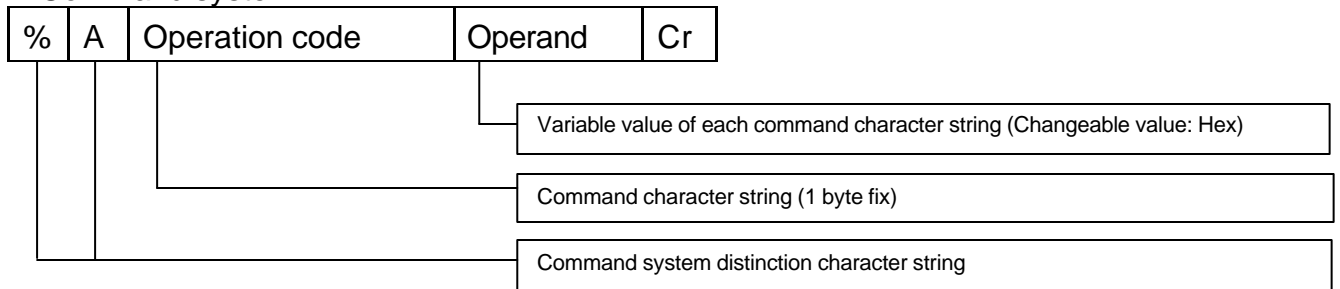 % A Operation code Operand Cr
Variable value of each command character string (Changeable value: Hex)
Command character string (1 byte fix)
Command system distinction character string